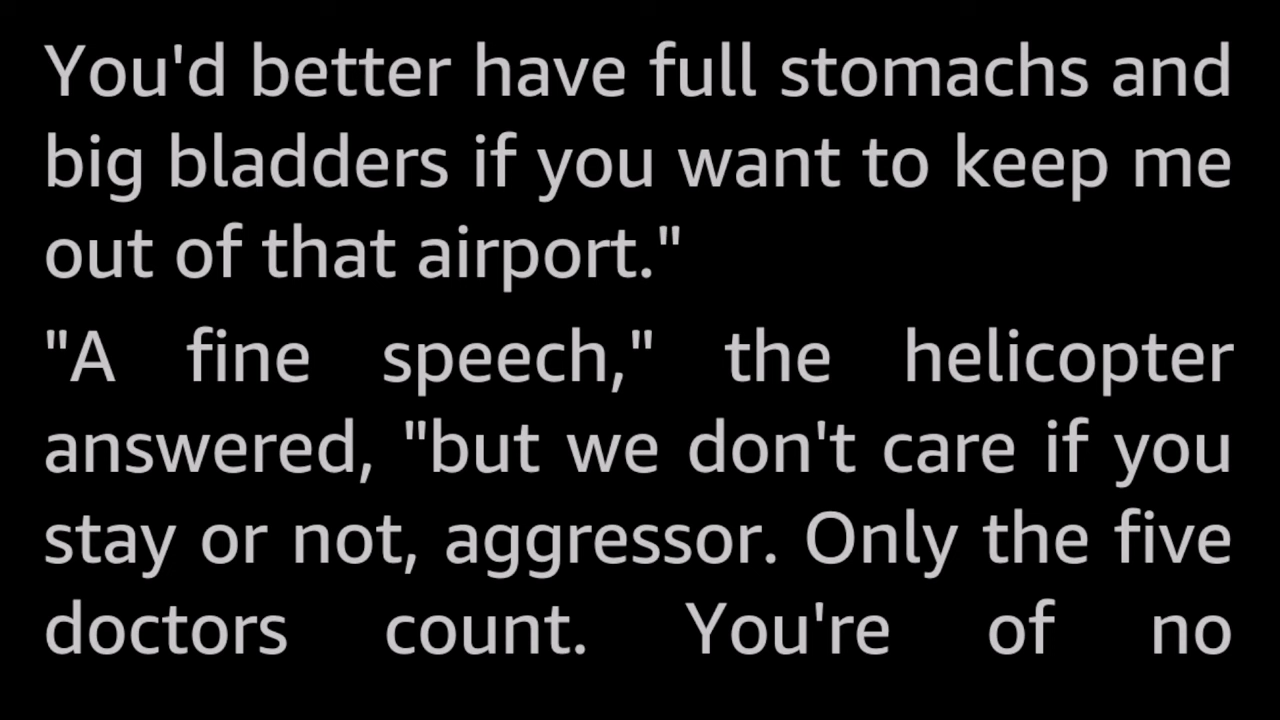 You'd better have full stomachs and
big bladders if you want to keep me
out of that airport."
"A fine speech," the helicopter
answered, "but we don't care if you
stay or not, aggressor. Only the five
doctors count. You're of no